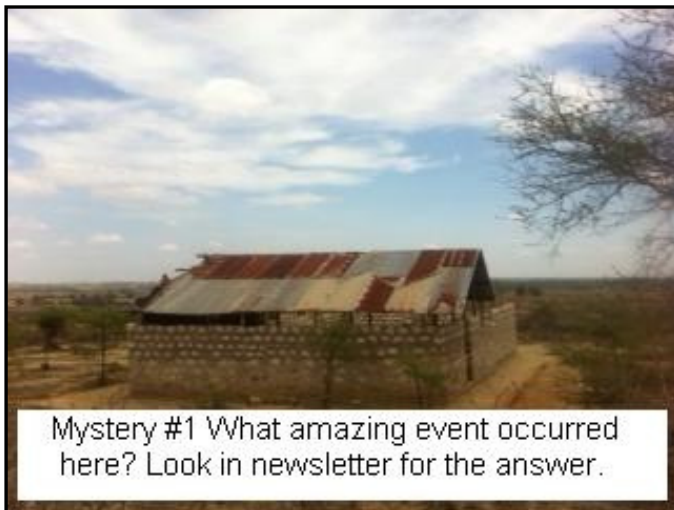 Mystery #1 What amazing event occurred
here? Look in newsletter for the answer.